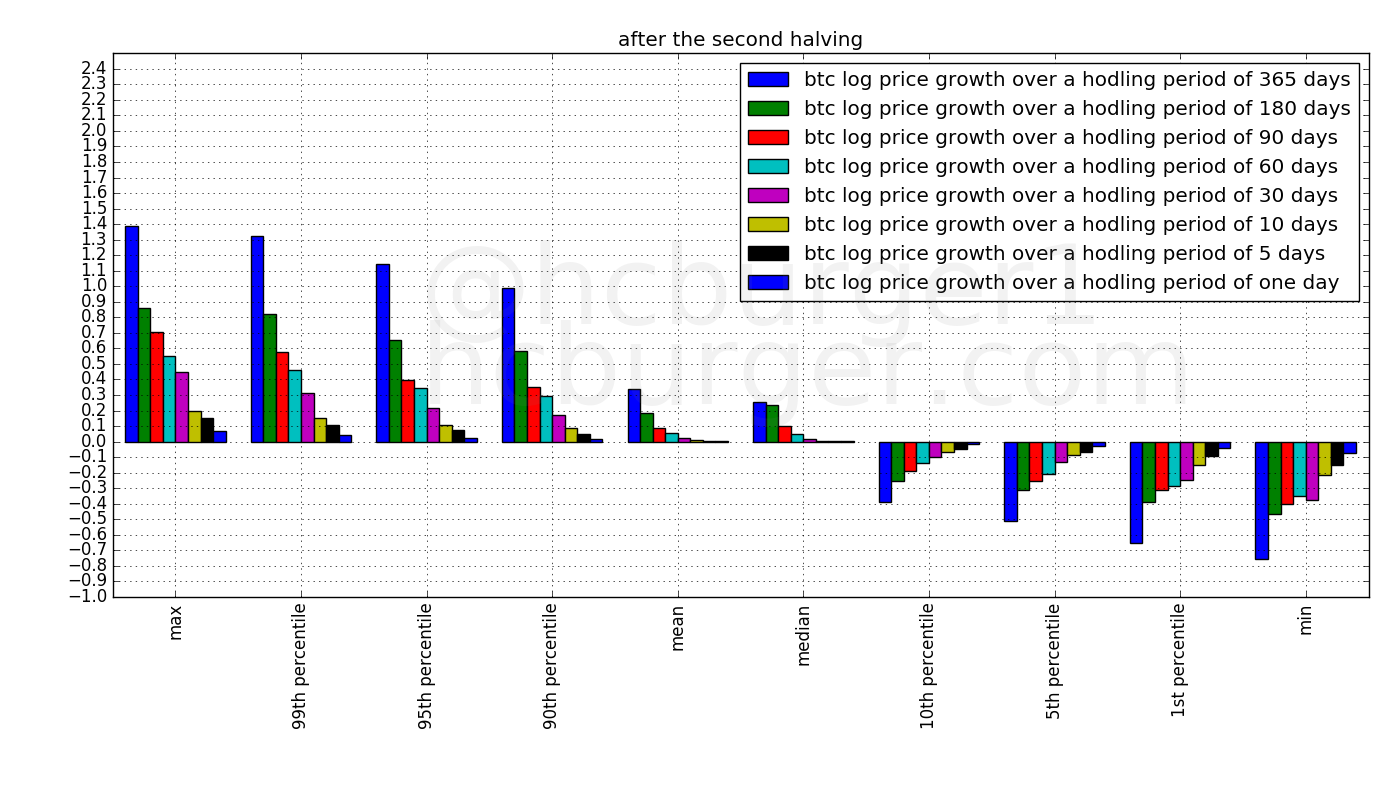 after the second halving
2.4
2.3
2.2
2.1
2.0
1.9
1.8
1.7
1.6
1.5
1.4
1.3
1.2
1.1
1.0
0.9
0.8
0.7
0.6
0.5
0.4
0.3
0.2
0.1
0.0
−0.1
−0.2
−0.3
−0.4
−0.5
−0.6
−0.7
−0.8
−0.9
−1.0
btc log price growth over a hodling period of 365 days
btc log price growth over a hodling period of 180 days
btc log price growth over a hodling period of 90 days
btc log price growth over a hodling period of 60 days
btc log price growth over a hodling period of 30 days
btc log price growth over a hodling period of 10 days
btc log price growth over a hodling period of 5 days
btc log price growth over a hodling period of one day
@hcburger1
hcburger.com
max
99th percentile
95th percentile
90th percentile
mean
median
10th percentile
5th percentile
1st percentile
min